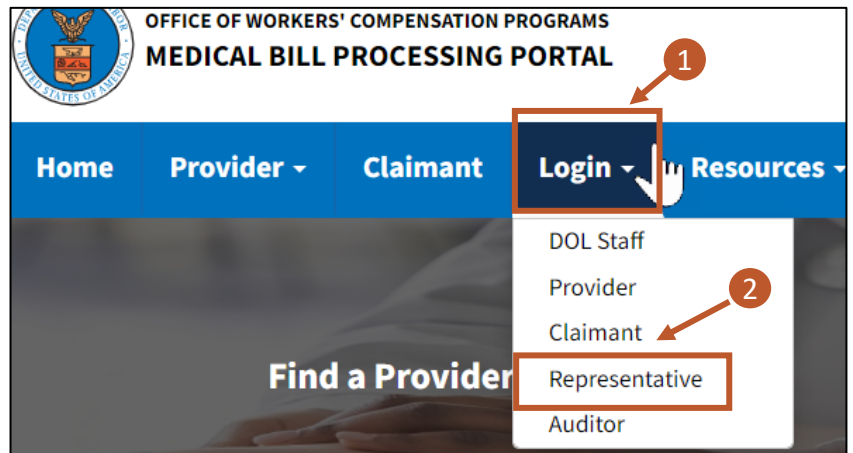 OFFICE OF WORKERS' COMPENSATION PROGRAMS
MEDICAL BILL PROCESSING PORTAL
1
Home Provider Claimant Login Resources
DOL Staff
Provider
2
Claimant
Find a Provider
Representative
Auditor